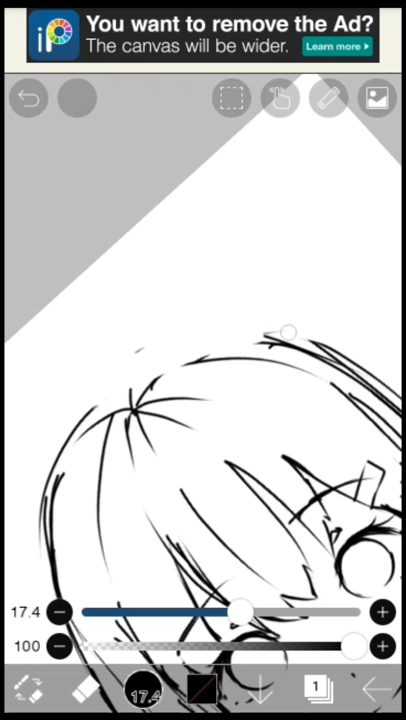 iP
You want to remove the Ad?
The canvas will be wider.
Learn more
17.4
100
17.4
1